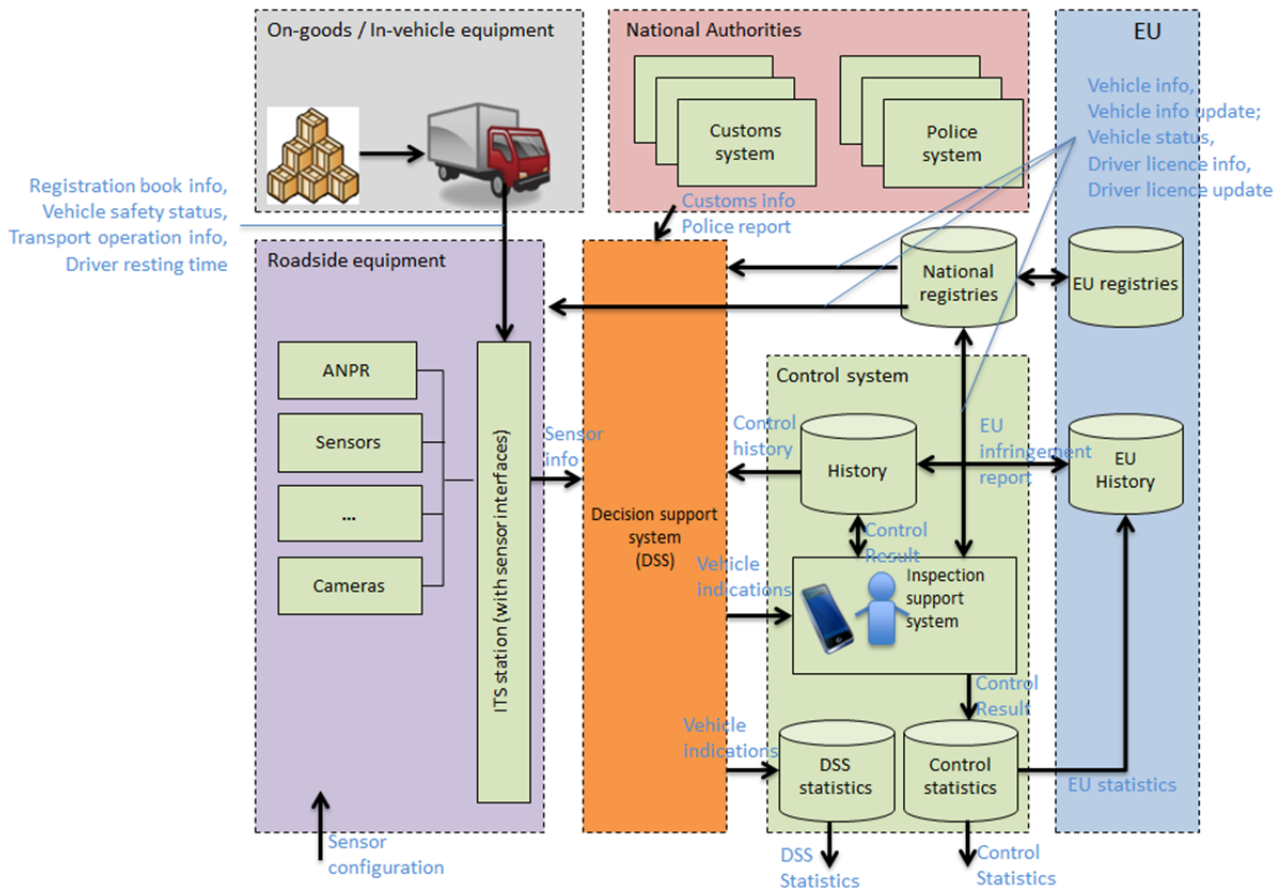 On-goods / In-vehicle equipment
National Authorities
EU
Customs
system
Police
system
Vehicle info,
Vehicle info update;
Vehicle status,
Driver licence info,
Driver licence update
Registration book info,
Vehicle safety status,
Transport operation info,
Driver resting time
Customs info
Police report
Roadside equipment
National
registries
EU registries
ANPR
Sensors
...
Cameras
ITS station (with sensor interfaces)
Sensor
info
Decision support
system
(DSS)
Control system
Control
history
History
EU
infringement
report
EU
History
Control
Result
Vehicle
indications
Inspection
support
system
Control
Result
Vehicle
indications
DSS
statistics
Control
statistics
EU statistics
Sensor
configuration
DSS
Statistics
Control
Statistics